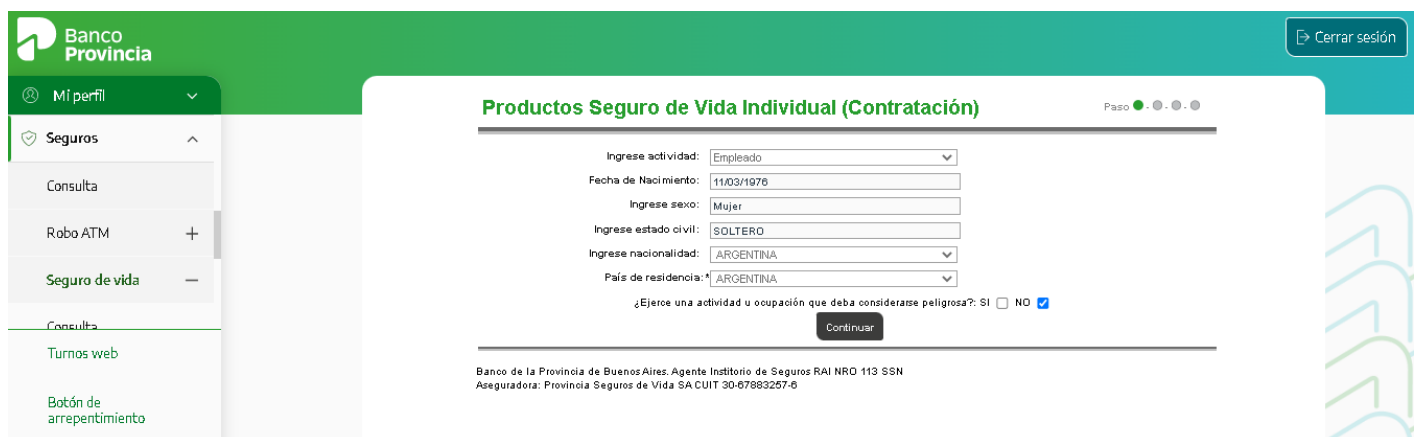 Banco
Provincia
Cerrar sesión
Mi perfil
Seguros
Consulta
Robo ATM
Seguro de vida
Consulta
Turnos web
Botón de
arrepentimiento
Productos Seguro de Vida Individual (Contratación)
Paso
Ingrese actividad: Empleado
Fecha de Nacimiento: 11/03/1976
Ingrese sexo: Mujer
Ingrese estado civil: SOLTERO
Ingrese nacionalidad: ARGENTINA
País de residencia:* ARGENTINA
¿Ejerce una actividad u ocupación que deba considerarse peligrosa?: SI NO
Continuar
Banco de la Provincia de Buenos Aires. Agente Institorio de Seguros RAI NRO 113 SSN
Aseguradora: Provincia Seguros de Vida SA CUIT 30-67883257-6